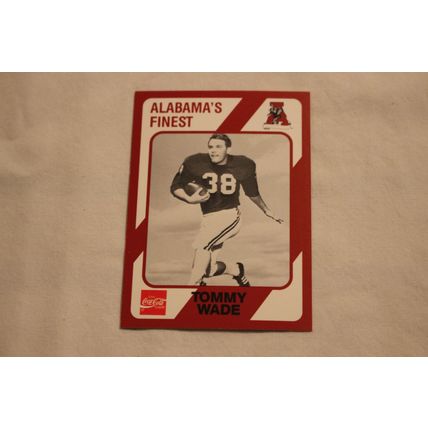 ALABAMA'S
FINEST
A
38
Coca-Cola
TOMMY
WADE